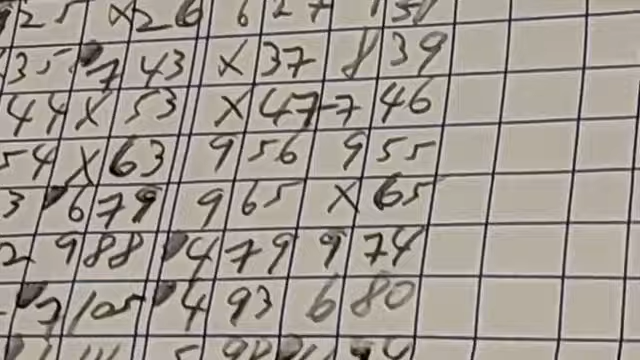 25 X 26 6 27
35 7 43 X 37 8 39
44 X 53 X 47 7 46
54 X 63 9 56 9 55
3 6 79 9 65 X 65
2 9 88 4 79 9 74
7 105 4 93 6 80